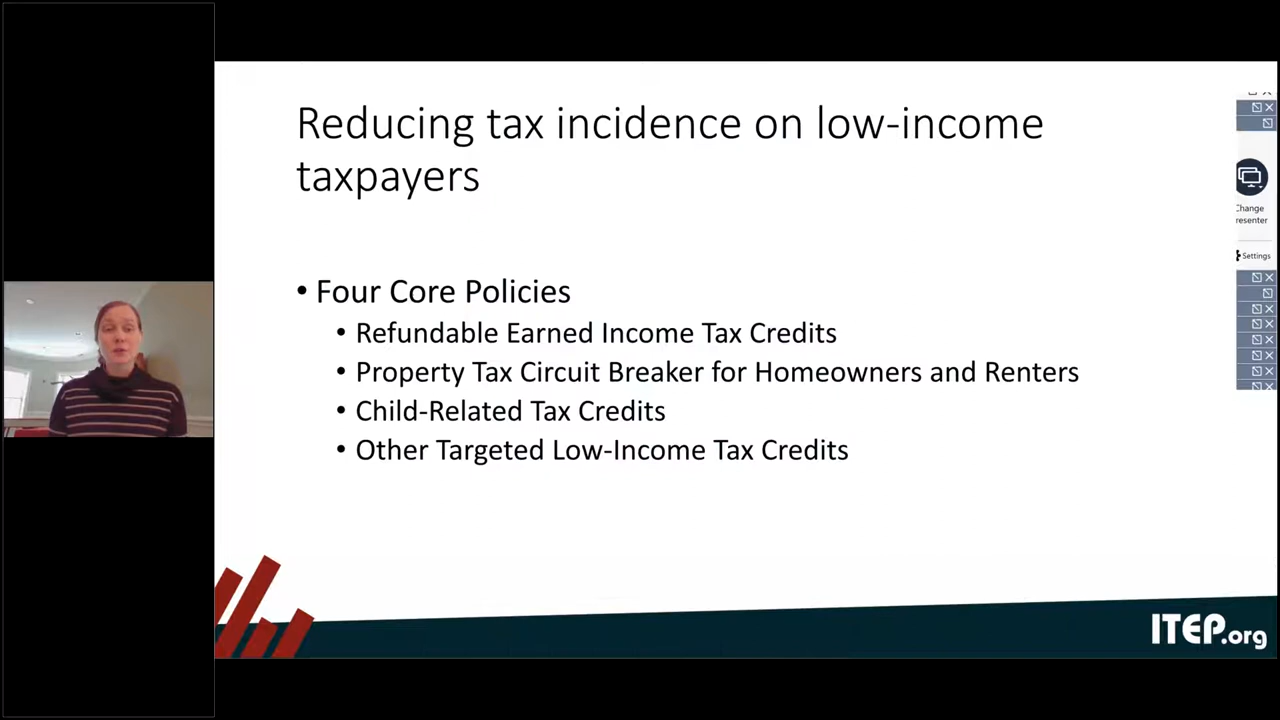 Reducing tax incidence on low-income
taxpayers
• Four Core Policies
• Refundable Earned Income Tax Credits
• Property Tax Circuit Breaker for Homeowners and Renters
• Child-Related Tax Credits
• Other Targeted Low-Income Tax Credits
Change
resenter
Settings
ITEP.org